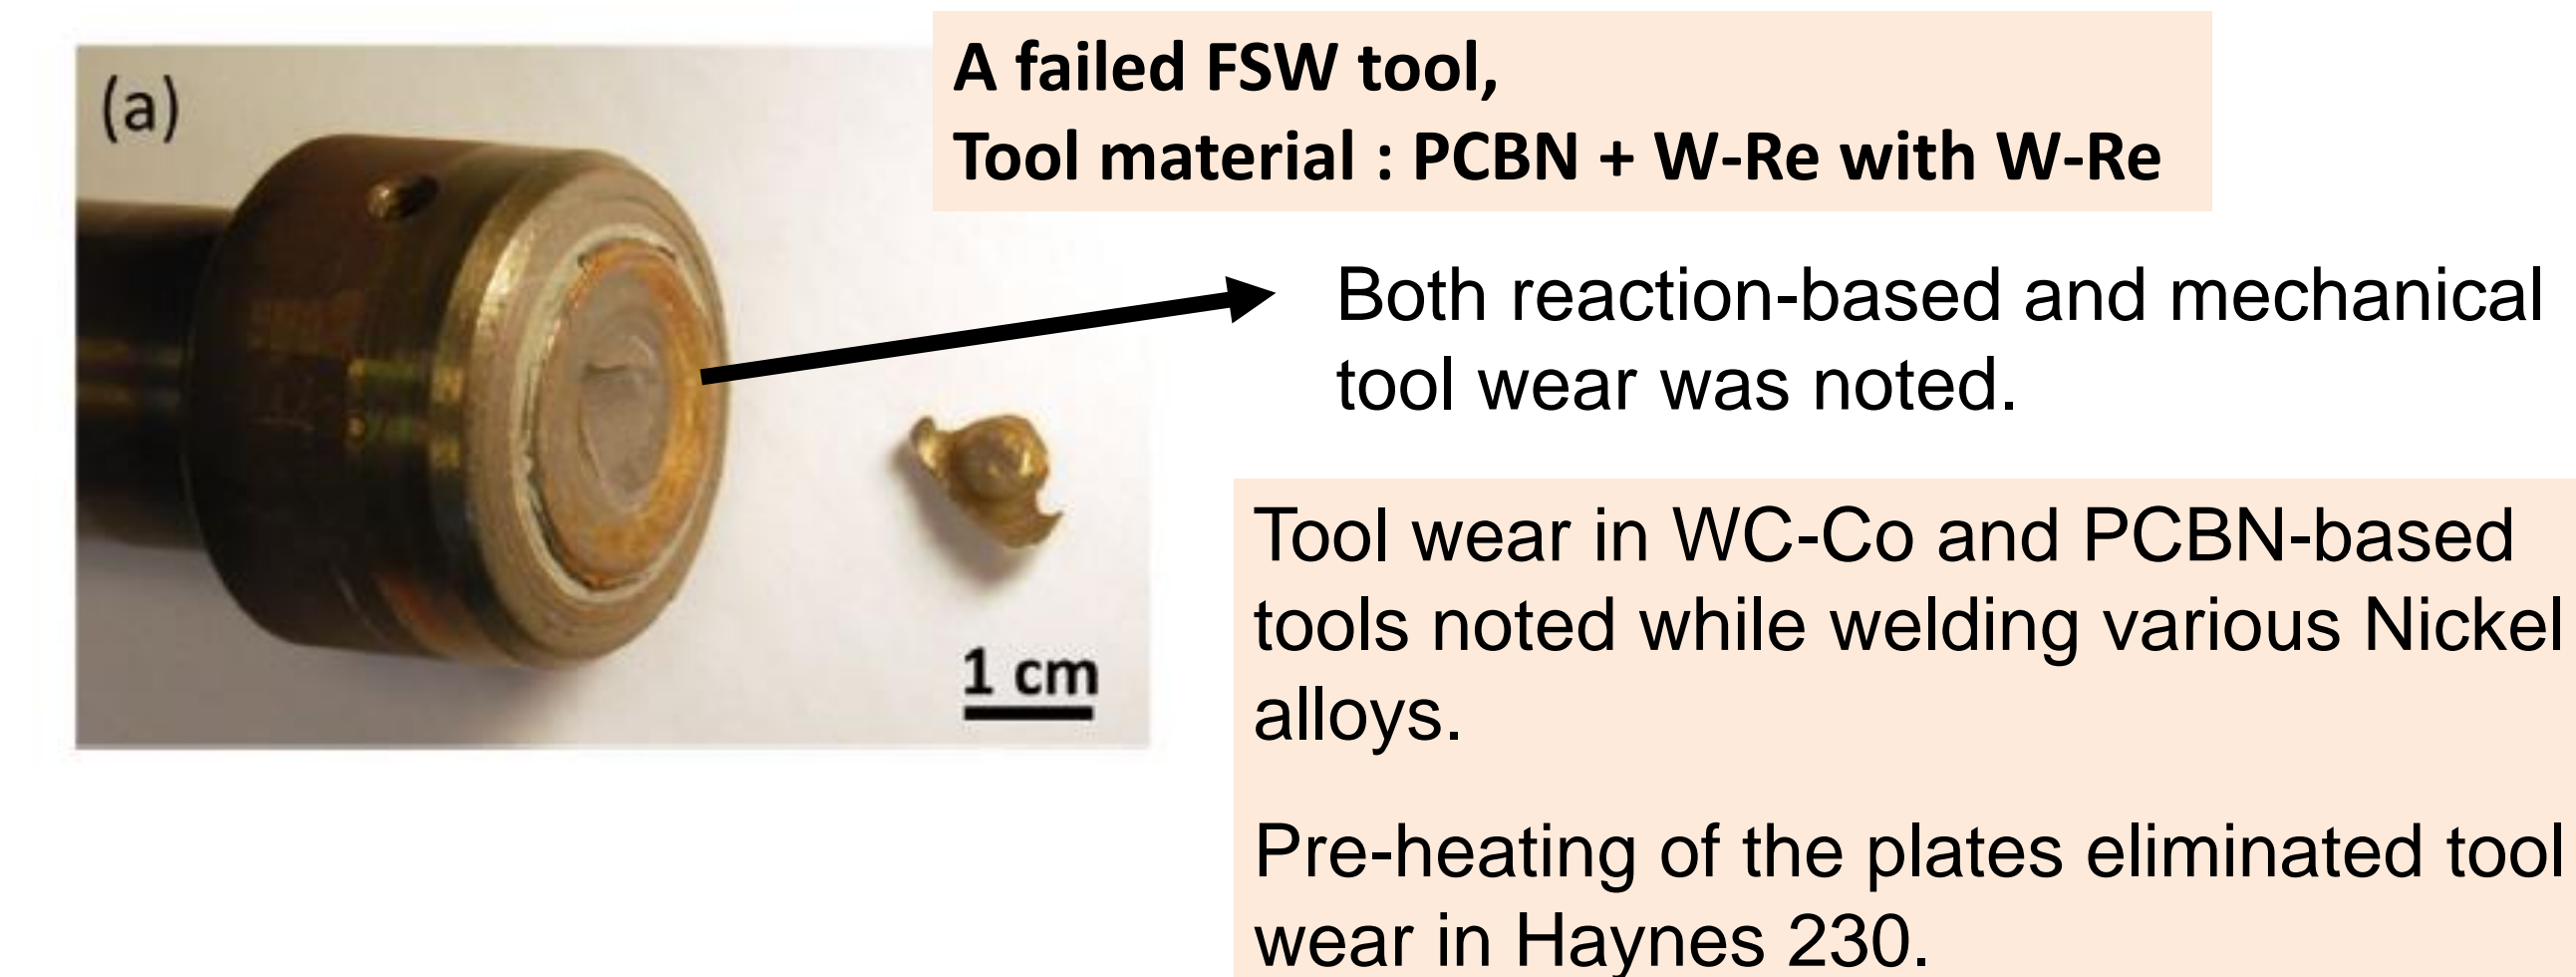 (a)
A failed FSW tool,
Tool material : PCBN + W-Re with W-Re
Both reaction-based and mechanical
tool wear was noted.
1 cm
Tool wear in WC-Co and PCBN-based
tools noted while welding various Nickel
alloys.
Pre-heating of the plates eliminated tool
wear in Haynes 230.